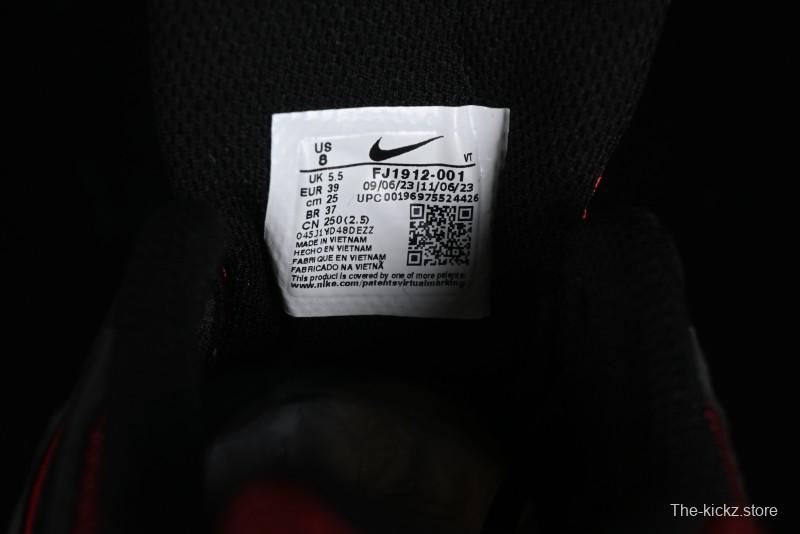 US
8
VT
UK 5.5
EUR 39
cm 25
BR 37
CN 250(2.5)
FJ1912-001
09/06/23|11/06/23
UPC 00196975524426
045J1YD48DEZZ
MADE IN VIETNAM
HECHO EN VIETNAM
FABRIQUE EN VIETNAM
FABRICADO NA VIETNÃ
This product is covered by one of more patents:
www.nike.com/patentsvirtualmarking
The-kickz.store